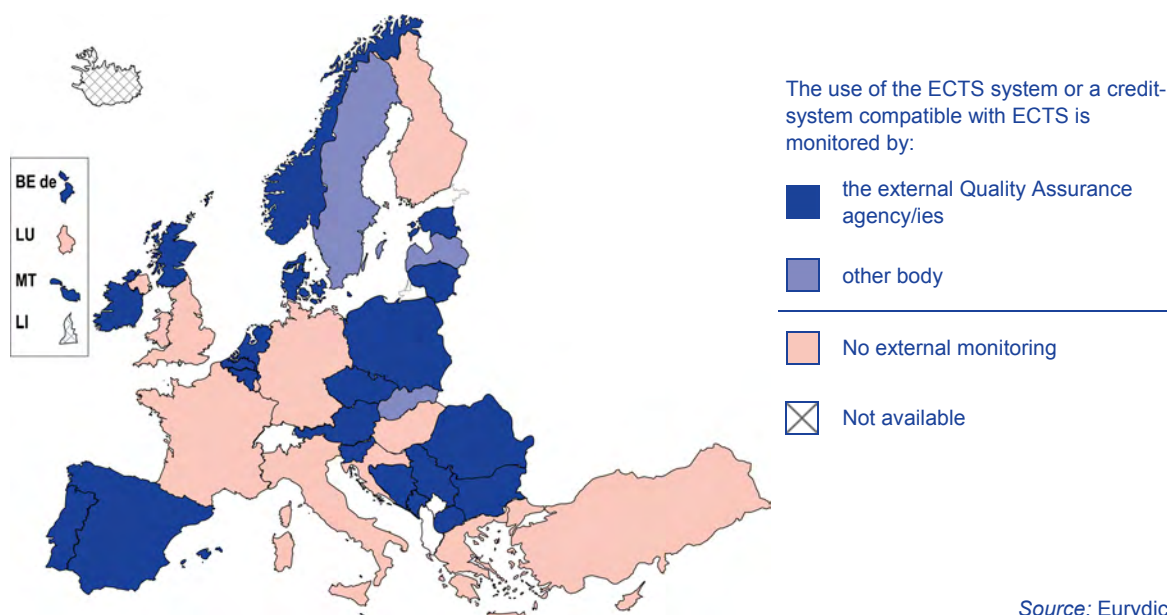 BE de
LU
MT
LI
The use of the ECTS system or a credit-
system compatible with ECTS is
monitored by:
the external Quality Assurance
agency/ies
other body
No external monitoring
Not available
Source: Eurydic